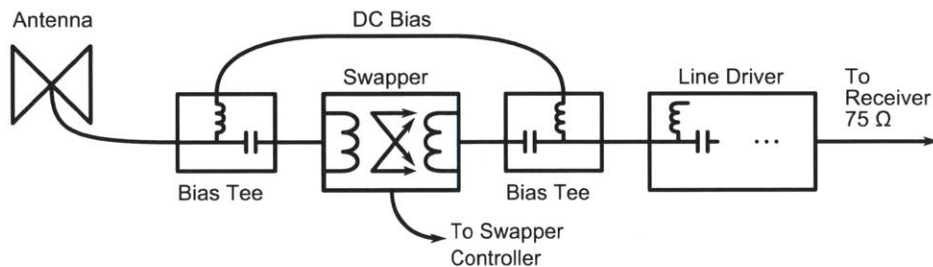 Antenna
DC Bias
Swapper
Line Driver
To
Receiver
75 Ω
Bias Tee
Bias Tee
...
To Swapper
Controller